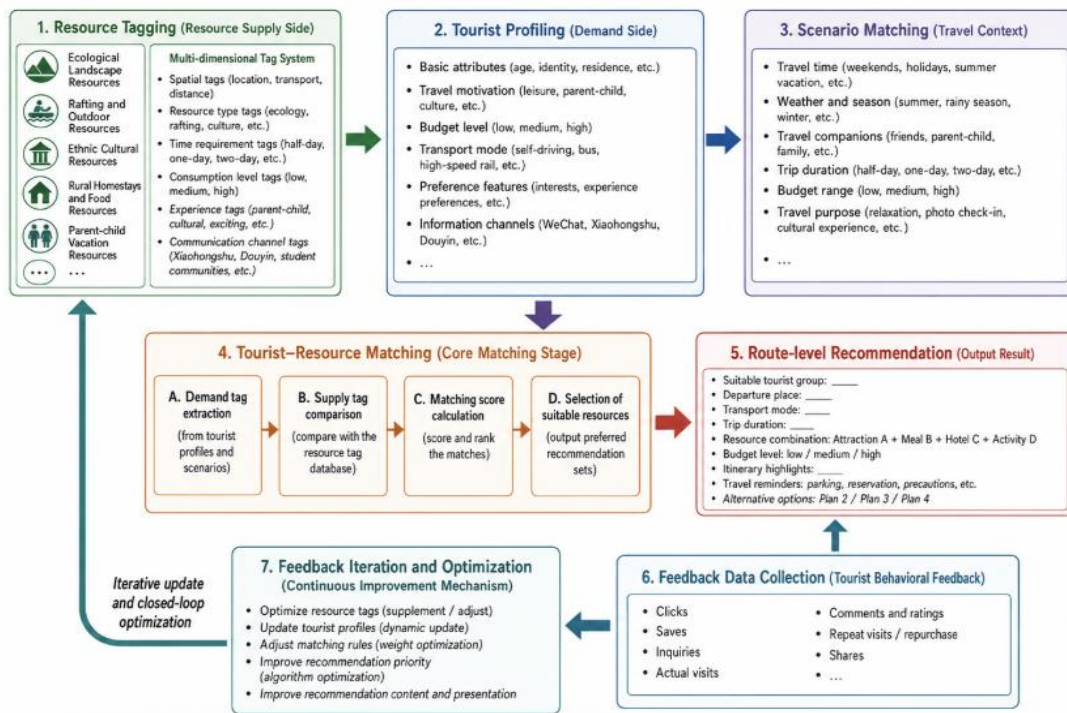 1. Resource Tagging (Resource Supply Side)
Ecological
Landscape
Resources
Rafting and
Outdoor
Resources
Ethnic Cultural
Resources
Rural Homestays
and Food
Resources
Parent-child
Vacation
Resources
...
...
Multi-dimensional Tag
System
• Spatial tags (location, transport,
distance)
• Resource type tags (ecology,
rafting, culture, etc.)
• Time requirement tags (half-day,
one-day, two-day, etc.)
• Consumption level tags (low,
medium, high)
• Experience tags (parent-child,
cultural, exciting, etc.)
• Communication channel tags
(Xiaohongshu, Douyin, student
communities, etc.)
2. Tourist Profiling (Demand Side)
• Basic attributes (age, identity, residence, etc.)
• Travel motivation (leisure, parent-child,
culture, etc.)
• Budget level (low, medium, high)
• Transport mode (self-driving, bus,
high-speed rail, etc.)
• Preference features (interests, experience
preferences, etc.)
• Information channels (WeChat, Xiaohongshu,
Douyin, etc.)
• ...
3. Scenario Matching (Travel Context)
• Travel time (weekends, holidays, summer
vacation, etc.)
• Weather and season (summer, rainy season,
winter, etc.)
• Travel companions (friends, parent-child,
family, etc.)
• Trip duration (half-day, one-day, two-day, etc.)
• Budget range (low, medium, high)
• Travel purpose (relaxation, photo check-in,
cultural experience, etc.)
• ...
4. Tourist–Resource Matching (Core Matching Stage)
A. Demand tag
extraction
(from tourist
profiles and
scenarios)
B. Supply tag
comparison
(compare with the
resource tag
database)
C. Matching score
calculation
(score and rank
the matches)
D. Selection of
suitable resources
(output preferred
recommendation
sets)
5. Route-level Recommendation (Output Result)
• Suitable tourist group: _____
• Departure place: _____
• Transport mode: _____
• Trip duration: _____
• Resource combination: Attraction A + Meal B + Hotel C + Activity D
• Budget level: low / medium / high
• Itinerary highlights: _____
• Travel reminders: parking, reservation, precautions, etc.
• Alternative options: Plan 2 / Plan 3 / Plan 4
Iterative update
and closed-loop
optimization
7. Feedback Iteration and Optimization
(Continuous Improvement Mechanism)
• Optimize resource tags (supplement / adjust)
• Update tourist profiles (dynamic update)
• Adjust matching rules (weight optimization)
• Improve recommendation priority
(algorithm optimization)
• Improve recommendation content and presentation
6. Feedback Data Collection (Tourist Behavioral Feedback)
• Clicks
• Saves
• Inquiries
• Actual visits
• Comments and ratings
• Repeat visits / repurchase
• Shares
• ...